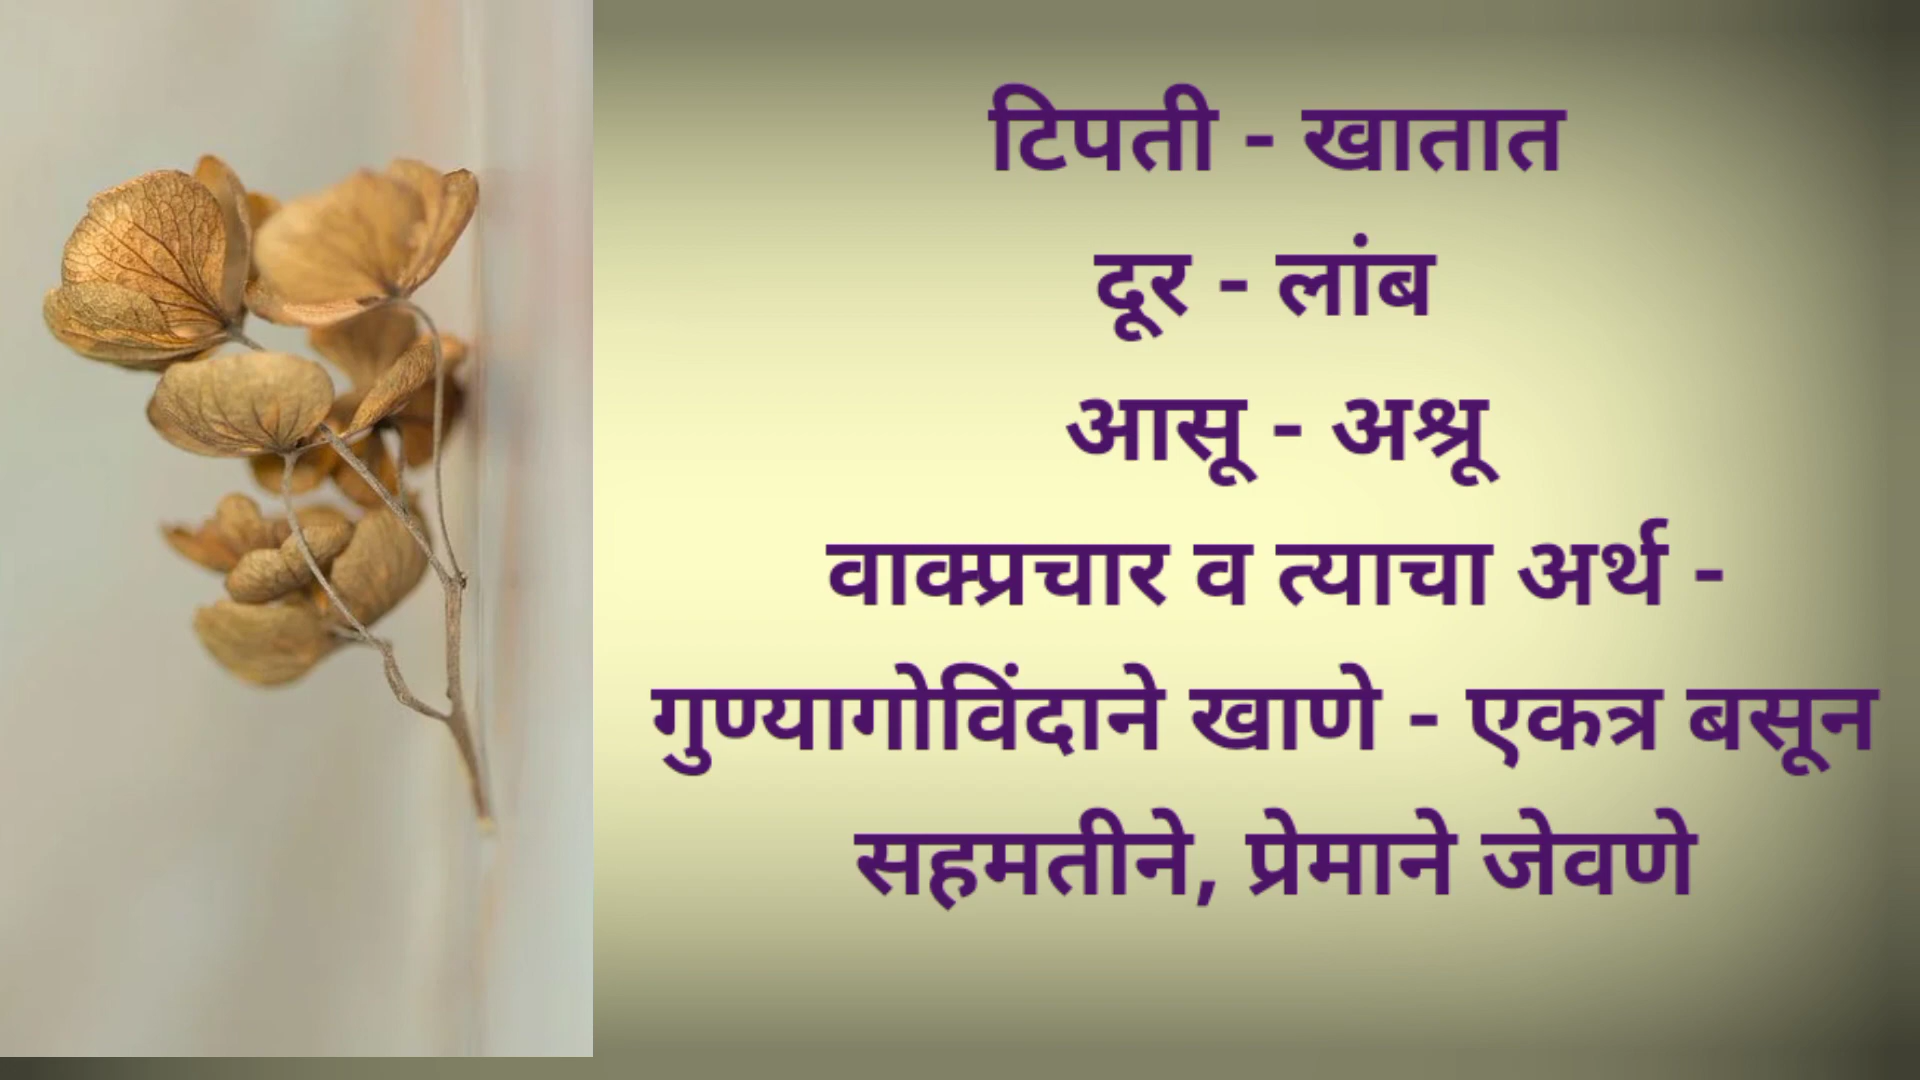 टिपती - खातात
दूर - लांब
आसू - अश्रू
वाक्प्रचार व त्याचा अर्थ -
गुण्यागोविंदाने खाणे - एकत्र बसून
सहमतीने, प्रेमाने जेवणे